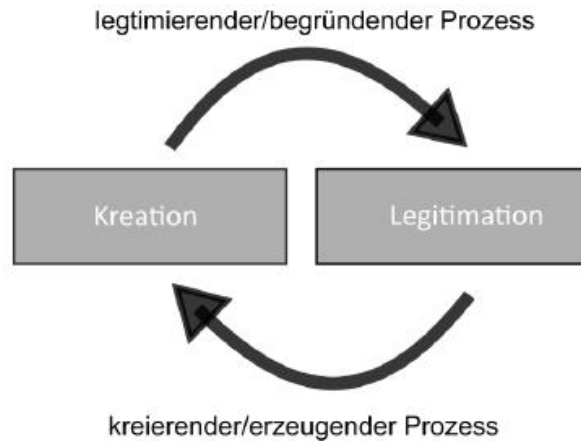 legtimierender/begründender Prozess
Kreation
Legitimation
kreierender/erzeugender Prozess